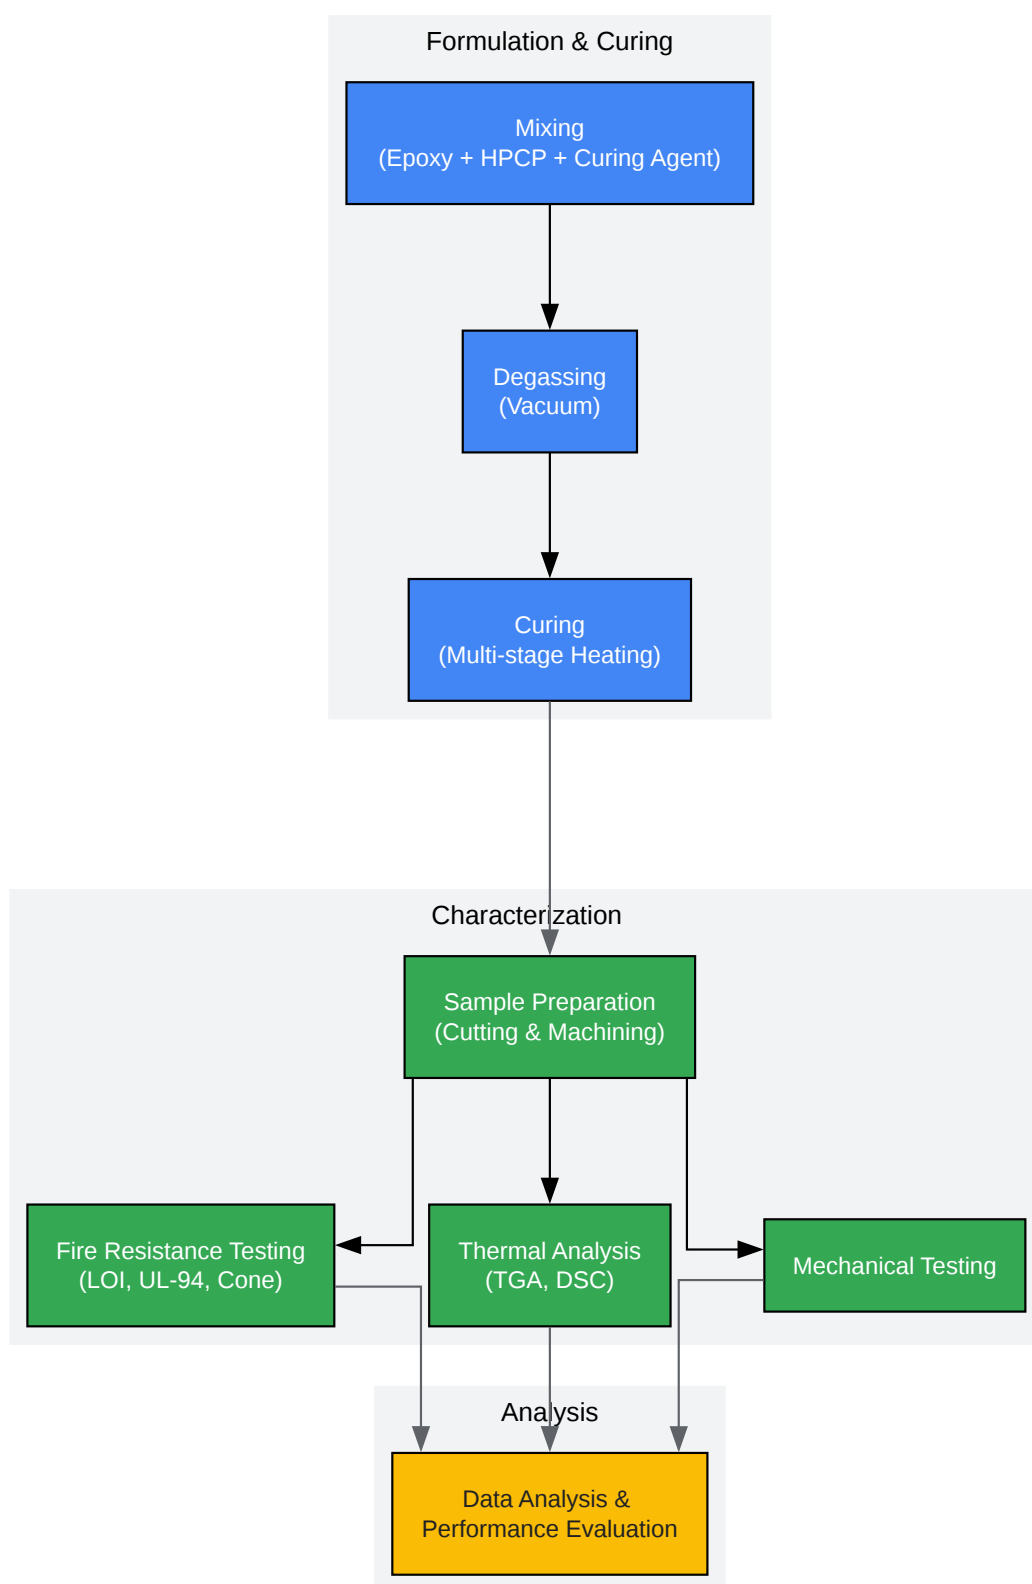 Formulation & Curing
Mixing
(Epoxy + HPCP + Curing Agent)
Degassing
(Vacuum)
Curing
(Multi-stage Heating)
Characterization
Sample Preparation
(Cutting & Machining)
Fire Resistance Testing
(LOI, UL-94, Cone)
Thermal Analysis
(TGA, DSC)
Mechanical Testing
Analysis
Data Analysis &
Performance Evaluation